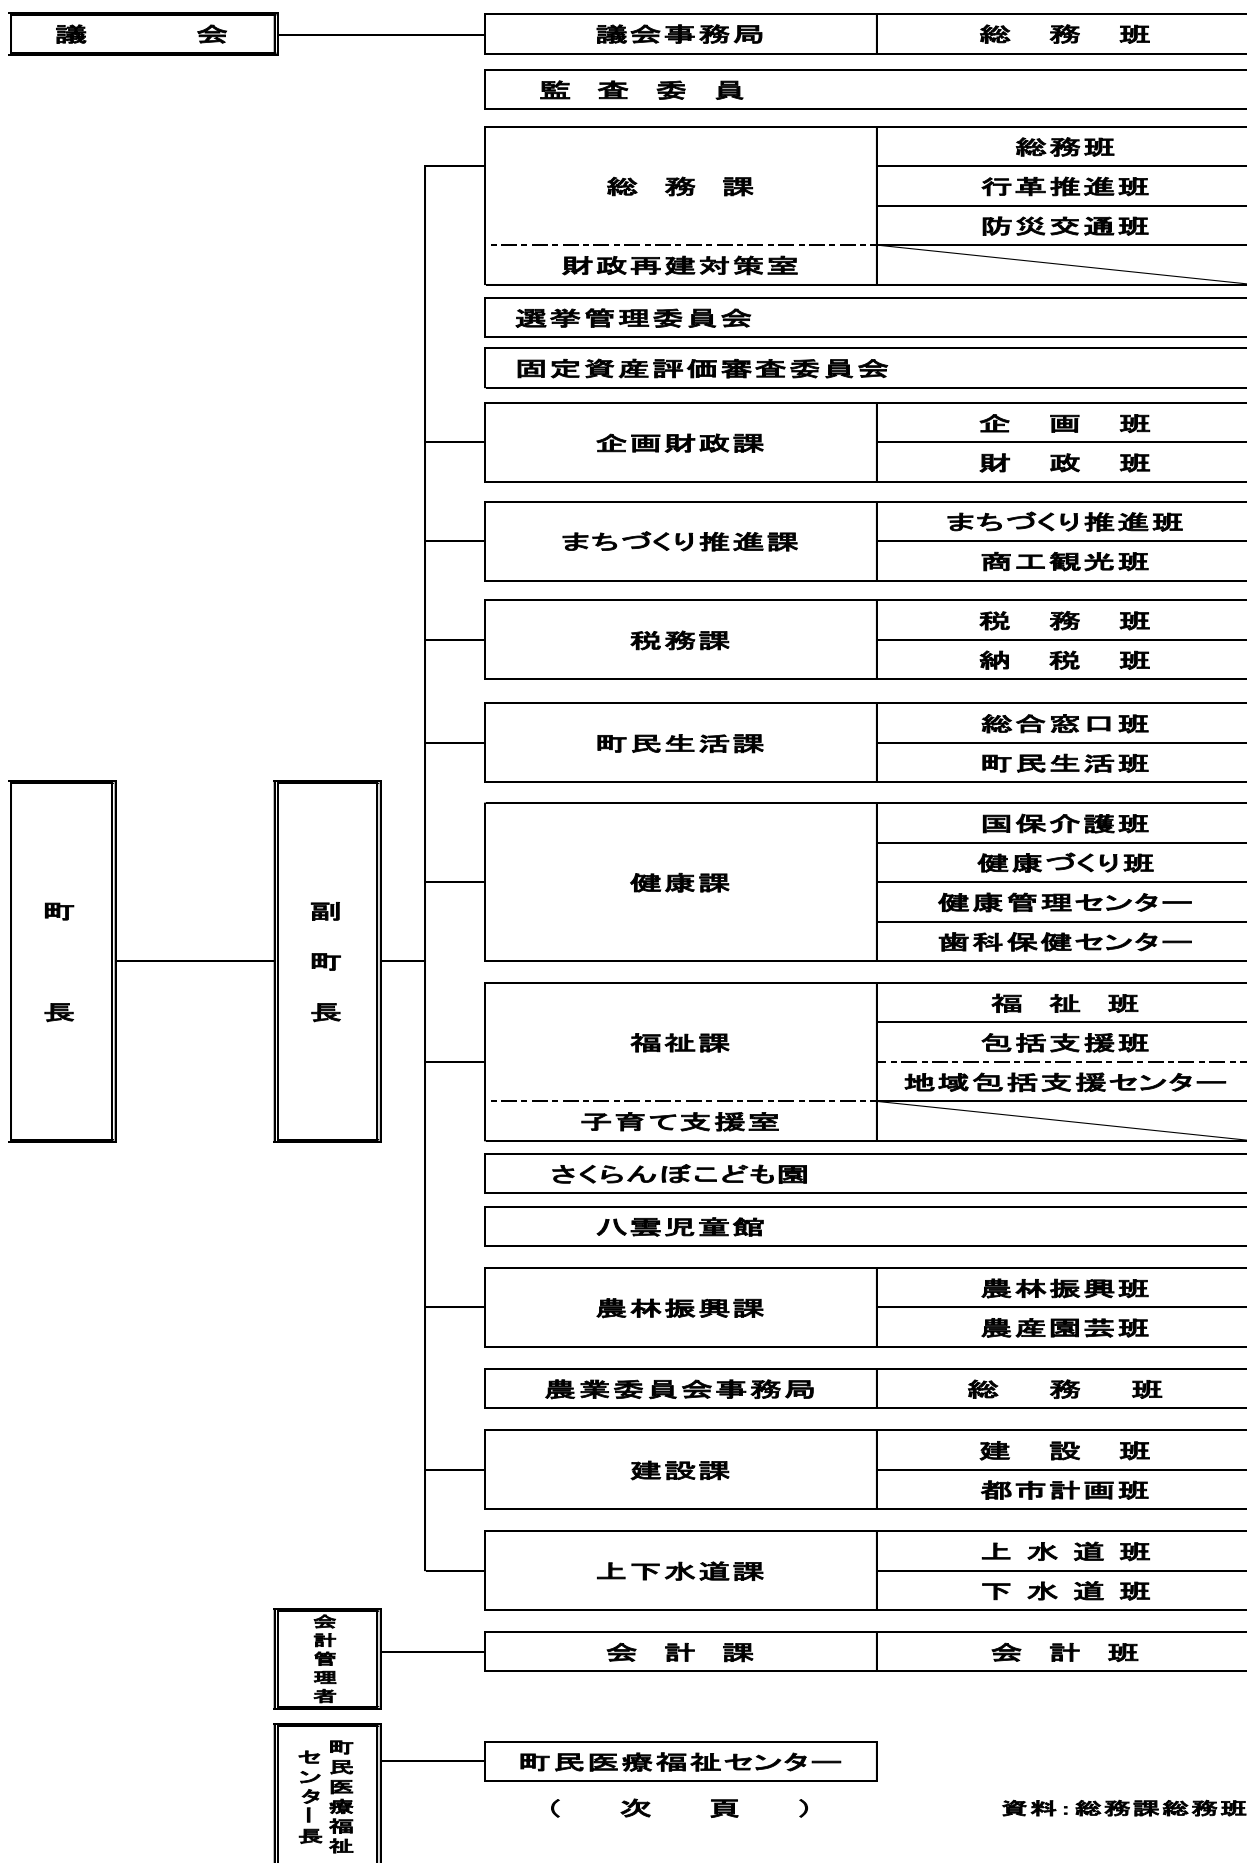 議会
議会事務局 総務班
監査委員
総務課 総務班
行革推進班
防災交通班
財政再建対策室
選挙管理委員会
固定資産評価審査委員会
企画財政課 企画班
財政班
まちづくり推進課 まちづくり推進班
商工観光班
税務課 税務班
納税班
町民生活課 総合窓口班
町民生活班
町長
副町長
健康課 国保介護班
健康づくり班
健康管理センター
歯科保健センター
福祉課 福祉班
包括支援班
地域包括支援センター
子育て支援室
さくらんぼこども園
八雲児童館
農林振興課 農林振興班
農産園芸班
農業委員会事務局 総務班
建設課 建設班
都市計画班
上下水道課 上水道班
下水道班
会計管理者
会計課 会計班
町民医療福祉
センター長
町民医療福祉センター
(次頁)
資料:総務課総務班